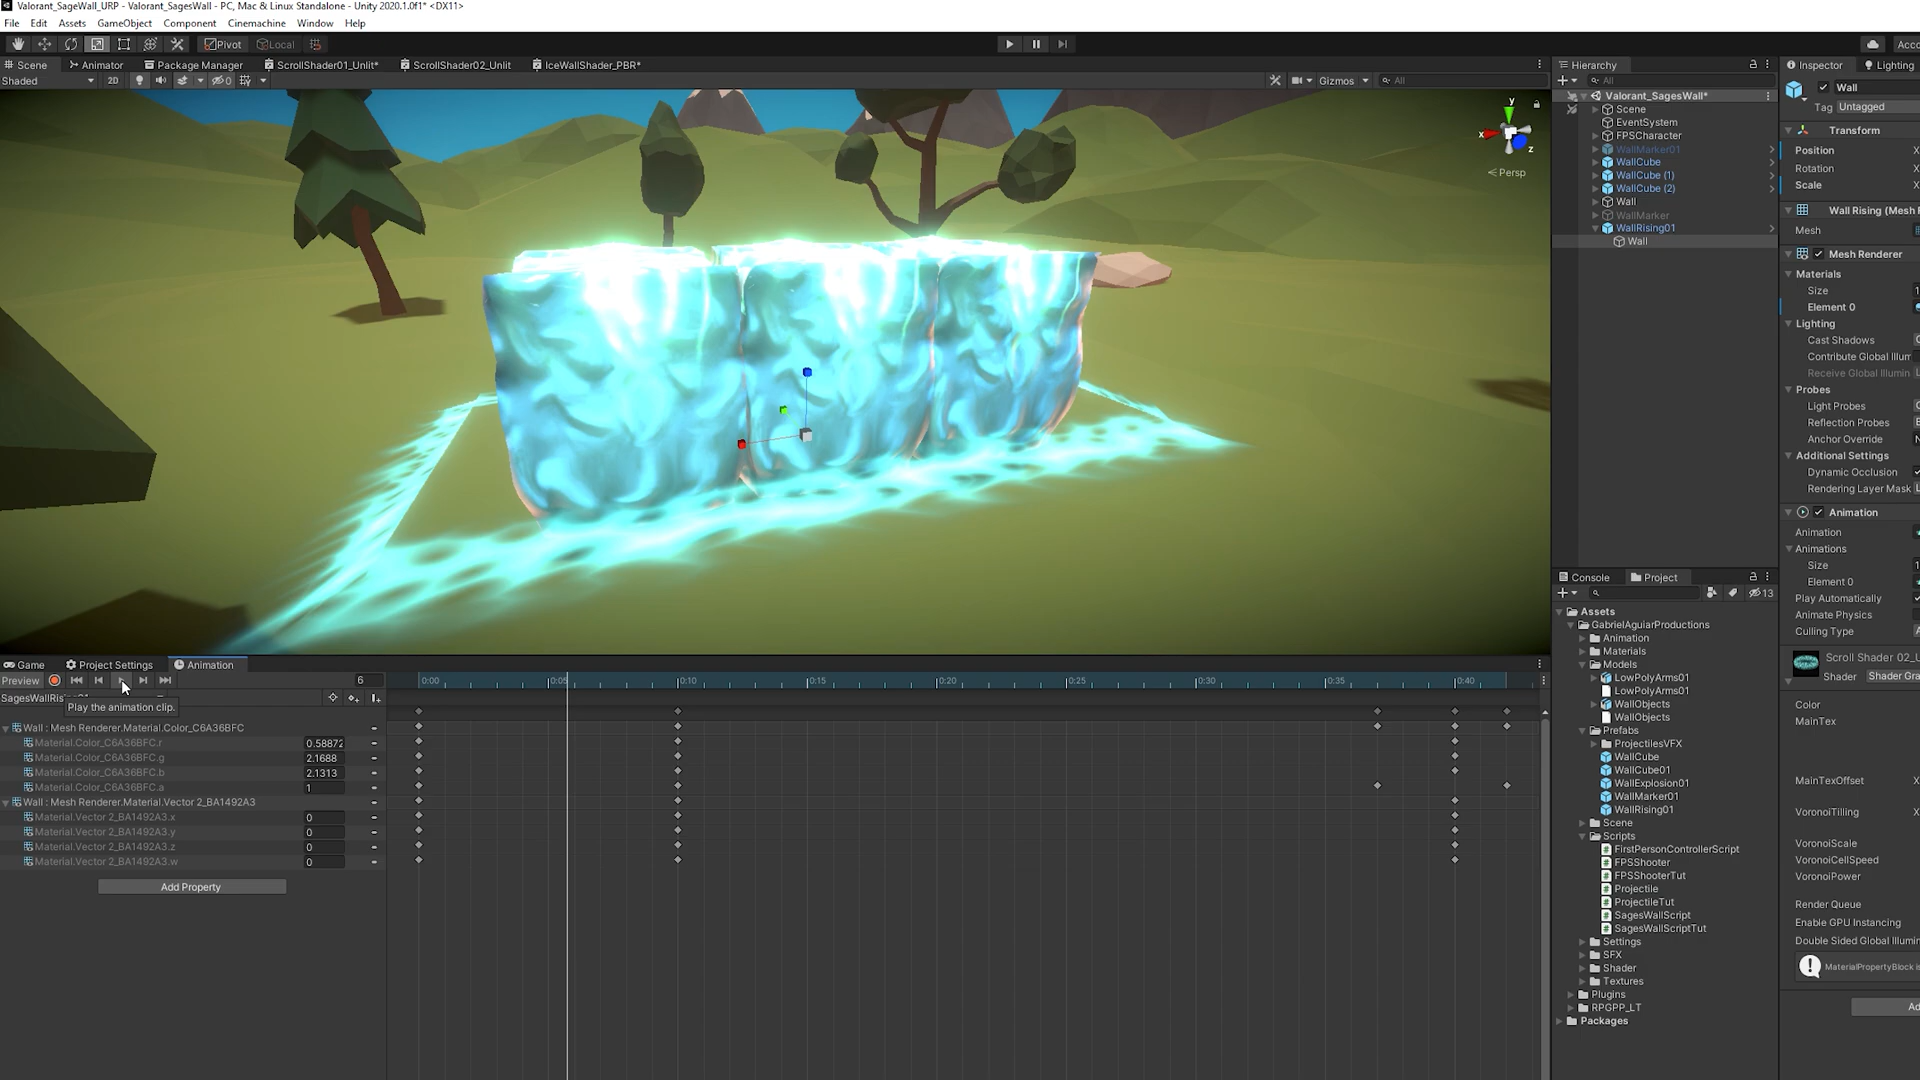 Valorant_SageWall_URP - Valorant_SagesWall - PC, Mac & Linux Standalone - Unity 2020.1.0f1* <DX11>
File Edit Assets GameObject Component Cinemachine Window Help
Pivot Local
Scene Animator Package Manager ScrollShader01_Unlit* ScrollShader02_Unlit IceWallShader_PBR*
Shaded 2D 0 Gizmos All
y
x
z
Persp
Hierarchy
All
Valorant_SagesWall*
Scene
EventSystem
FPSCharacter
WallMarker01
WallCube
WallCube (1)
WallCube (2)
Wall
WallMarker
WallRising01
Wall
Inspector Lighting
Wall
Tag Untagged
Transform
Position X
Rotation X
Scale X
Wall Rising (Mesh F
Mesh
Mesh Renderer
Materials
Size 1
Element 0
Lighting
Cast Shadows
Contribute Global Illum
Receive Global Illumin
Probes
Light Probes
Reflection Probes
Anchor Override
Additional Settings
Dynamic Occlusion
Rendering Layer Mask
Animation
Animation
Animations
Size 1
Element 0
Play Automatically
Animate Physics
Culling Type
Scroll Shader 02_U
Shader Shader Gra
Color
MainTex
MainTexOffset X
VoronoiTilling X
VoronoiScale
VoronoiCellSpeed
VoronoiPower
Render Queue
Enable GPU Instancing
Double Sided Global Illumin
MaterialPropertyBlock is
Console Project
13
Assets
GabrielAguiarProductions
Animation
Materials
Models
LowPolyArms01
LowPolyArms01
WallObjects
WallObjects
Prefabs
ProjectilesVFX
WallCube
WallCube01
WallExplosion01
WallMarker01
WallRising01
Scene
Scripts
FirstPersonControllerScript
FPSShooter
FPSShooterTut
Projectile
ProjectileTut
SagesWallScript
SagesWallScriptTut
Settings
SFX
Shader
Textures
Plugins
RPGPP_LT
Packages
Game Project Settings Animation
Preview 6 0:00 0:05 0:10 0:15 0:20 0:25 0:30 0:35 0:40
SagesWallRis
Play the animation clip.
Wall : Mesh Renderer.Material.Color_C6A36BFC
Material.Color_C6A36BFC.r 0.58872
Material.Color_C6A36BFC.g 2.1688
Material.Color_C6A36BFC.b 2.1313
Material.Color_C6A36BFC.a 1
Wall : Mesh Renderer.Material.Vector 2_BA1492A3
Material.Vector 2_BA1492A3.x 0
Material.Vector 2_BA1492A3.y 0
Material.Vector 2_BA1492A3.z 0
Material.Vector 2_BA1492A3.w 0
Add Property